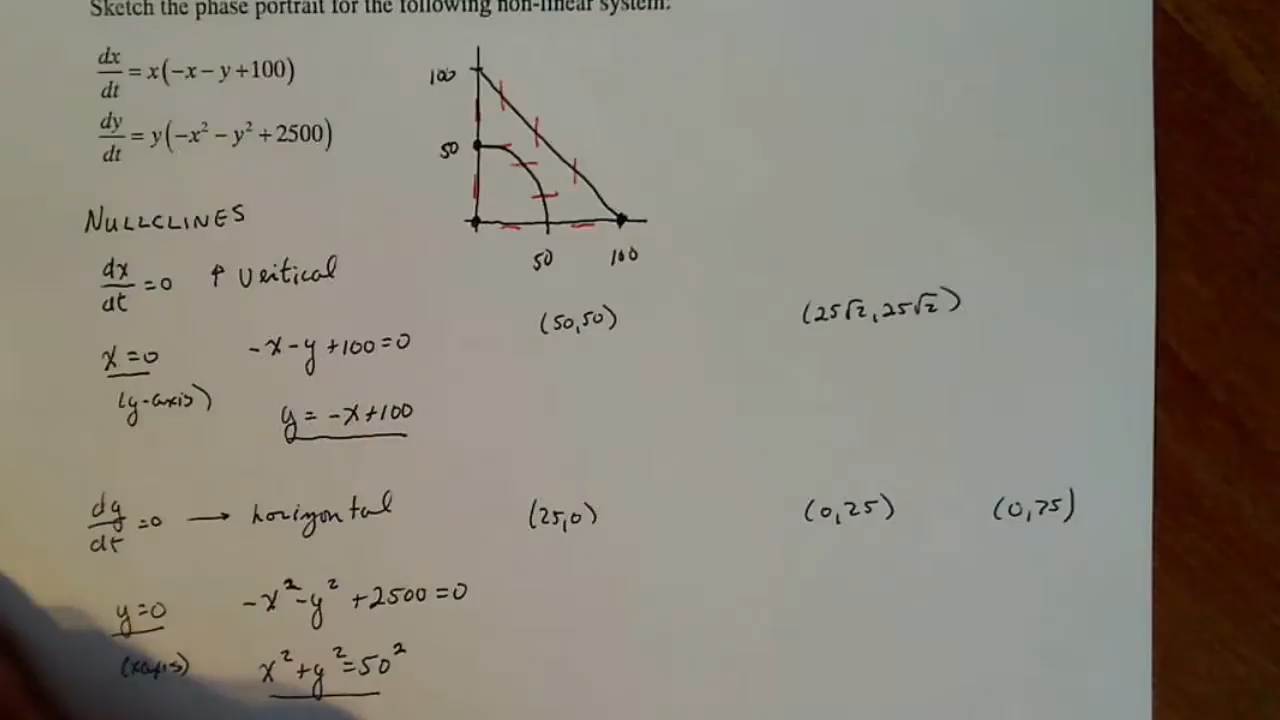 Sketch the phase portrait for the following non-linear system.
dx/dt = x(-x - y + 100)
dy/dt = y(-x² - y² + 2500)
100
50
50 100
NULLCLINES
dx/dt = 0 ↑ Vertical
(50,50) (25√2, 25√2)
x = 0 -x - y + 100 = 0
(y-axis) y = -x + 100
dy/dt = 0 → horizontal
(25,0) (0,25) (0,75)
y = 0 -x² - y² + 2500 = 0
(x axis) x² + y² = 50²